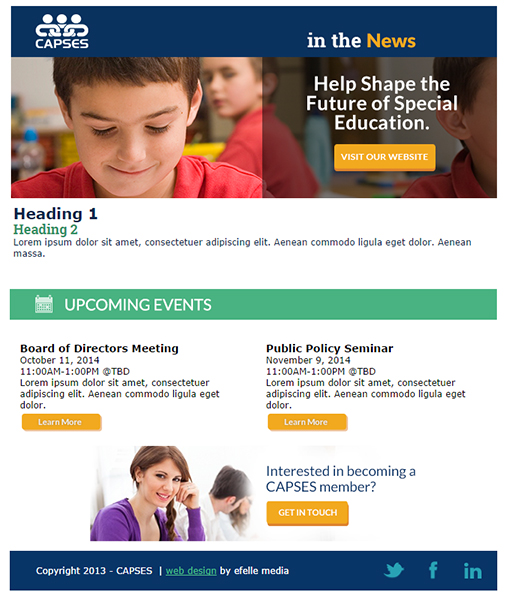 CAPSES
in the News
Help Shape the
Future of Special
Education.
VISIT OUR WEBSITE
Heading 1
Heading 2
Lorem ipsum dolor sit amet, consectetuer adipiscing elit. Aenean commodo ligula eget dolor. Aenean
massa.
UPCOMING EVENTS
Board of Directors Meeting
October 11, 2014
11:00AM-1:00PM @TBD
Lorem ipsum dolor sit amet, consectetuer
adipiscing elit. Aenean commodo ligula eget
dolor.
Learn More
Public Policy Seminar
November 9, 2014
11:00AM-1:00PM @TBD
Lorem ipsum dolor sit amet, consectetuer
adipiscing elit. Aenean commodo ligula eget
dolor.
Learn More
Interested in becoming a
CAPSES member?
GET IN TOUCH
Copyright 2013 - CAPSES | web design by efelle media